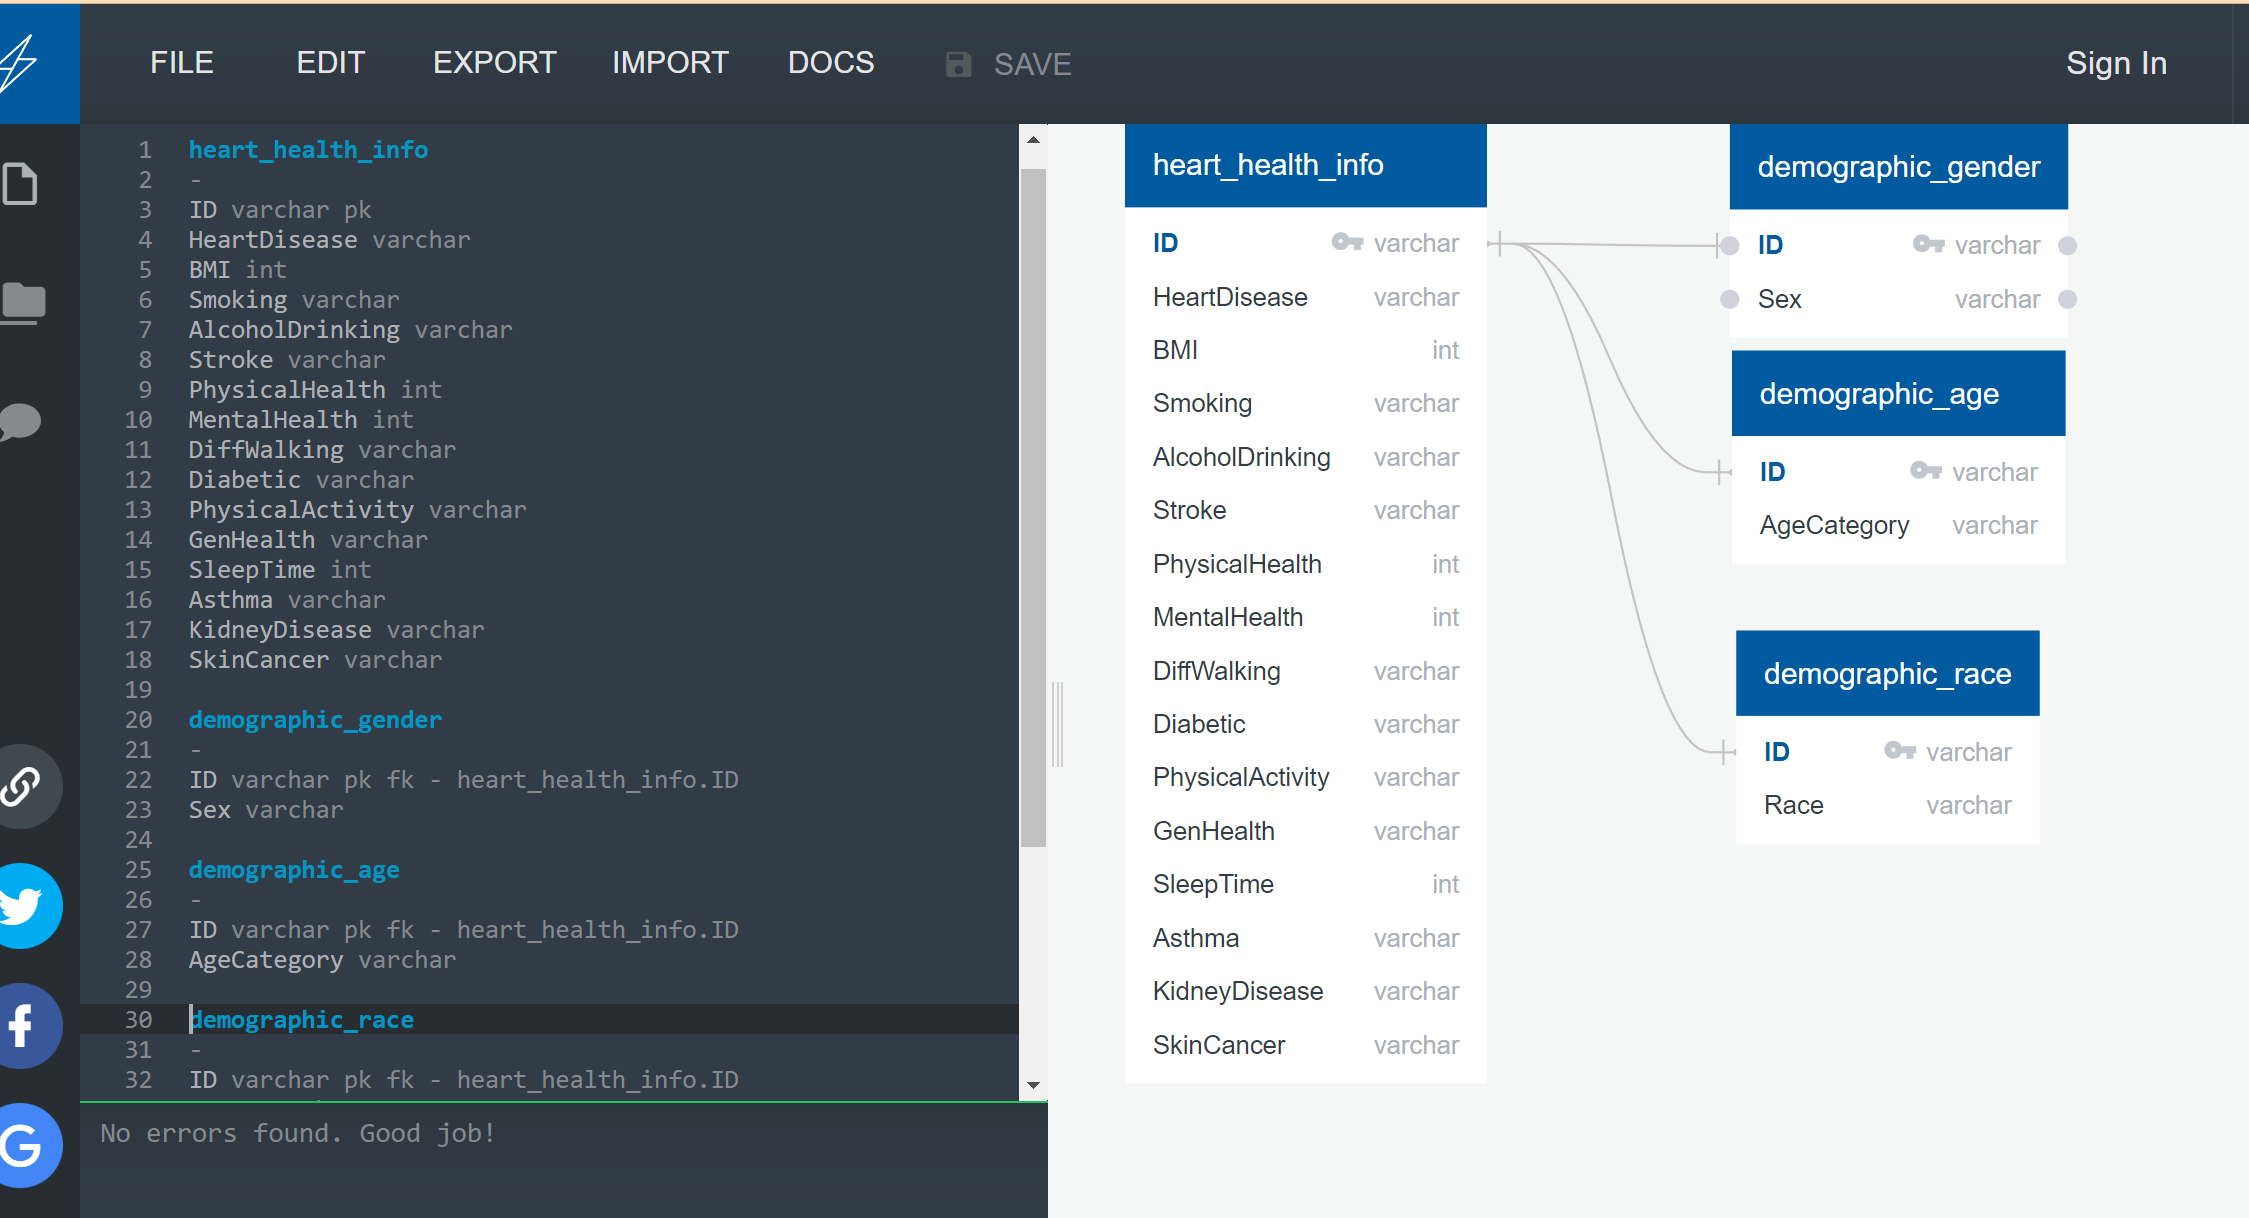 FILE EDIT EXPORT IMPORT DOCS SAVE Sign In
1 heart_health_info
2 -
3 ID varchar pk
4 HeartDisease varchar
5 BMI int
6 Smoking varchar
7 AlcoholDrinking varchar
8 Stroke varchar
9 PhysicalHealth int
10 MentalHealth int
11 DiffWalking varchar
12 Diabetic varchar
13 PhysicalActivity varchar
14 GenHealth varchar
15 SleepTime int
16 Asthma varchar
17 KidneyDisease varchar
18 SkinCancer varchar
19
20 demographic_gender
21 -
22 ID varchar pk fk - heart_health_info.ID
23 Sex varchar
24
25 demographic_age
26 -
27 ID varchar pk fk - heart_health_info.ID
28 AgeCategory varchar
29
30 demographic_race
31 -
32 ID varchar pk fk - heart_health_info.ID
No errors found. Good job!
heart_health_info
ID varchar
HeartDisease varchar
BMI int
Smoking varchar
AlcoholDrinking varchar
Stroke varchar
PhysicalHealth int
MentalHealth int
DiffWalking varchar
Diabetic varchar
PhysicalActivity varchar
GenHealth varchar
SleepTime int
Asthma varchar
KidneyDisease varchar
SkinCancer varchar
demographic_gender
ID varchar
Sex varchar
demographic_age
ID varchar
AgeCategory varchar
demographic_race
ID varchar
Race varchar